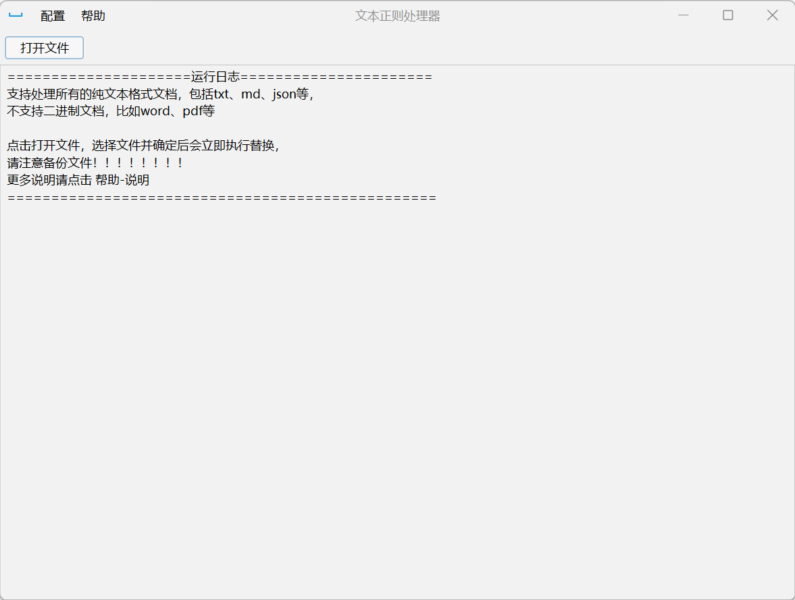 配置 帮助 文本正则处理器
打开文件
=====================运行日志======================
支持处理所有的纯文本格式文档，包括txt、md、json等，
不支持二进制文档，比如word、pdf等
点击打开文件，选择文件并确定后会立即执行替换，
请注意备份文件！！！！！！！！
更多说明请点击 帮助-说明
=================================================